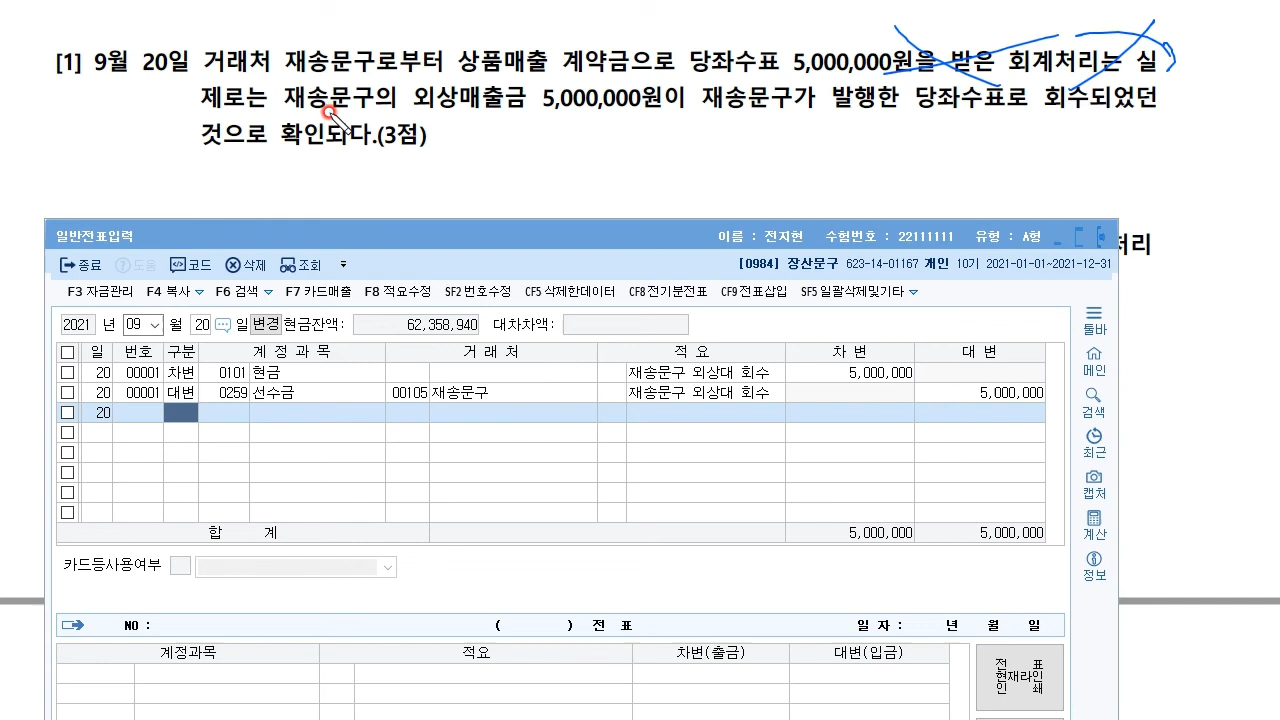 [1] 9월 20일 거래처 재송문구로부터 상품매출 계약금으로 당좌수표 5,000,000원을 받은 회계처리는 실
제로는 재송문구의 외상매출금 5,000,000원이 재송문구가 발행한 당좌수표로 회수되었던
것으로 확인되다.(3점)
처리
일반전표입력 이름 : 전지현 수험번호 : 22111111 유형 : A형
종료 도움 코드 삭제 조회 [0984] 장산문구 623-14-01167 개인 10기 2021-01-01~2021-12-31
F3 자금관리 F4 복사 F6 검색 F7 카드매출 F8 적요수정 SF2 번호수정 CF5 삭제한데이터 CF8 전기분전표 CF9 전표삽입 SF5 일괄삭제및기타
2021 년 09 월 20 일 변경 현금잔액: 62,358,940 대차차액:
일 번호 구분 계 정 과 목 거 래 처 적 요 차 변 대 변
20 00001 차변 0101 현금 재송문구 외상대 회수 5,000,000
20 00001 대변 0259 선수금 00105 재송문구 재송문구 외상대 회수 5,000,000
20
합 계 5,000,000 5,000,000
카드등사용여부
NO : ( ) 전 표 일 자 : 년 월 일
계정과목 적요 차변(출금) 대변(입금)
전 표
현재라인
인 쇄
툴바
메인
검색
최근
캡처
계산
정보